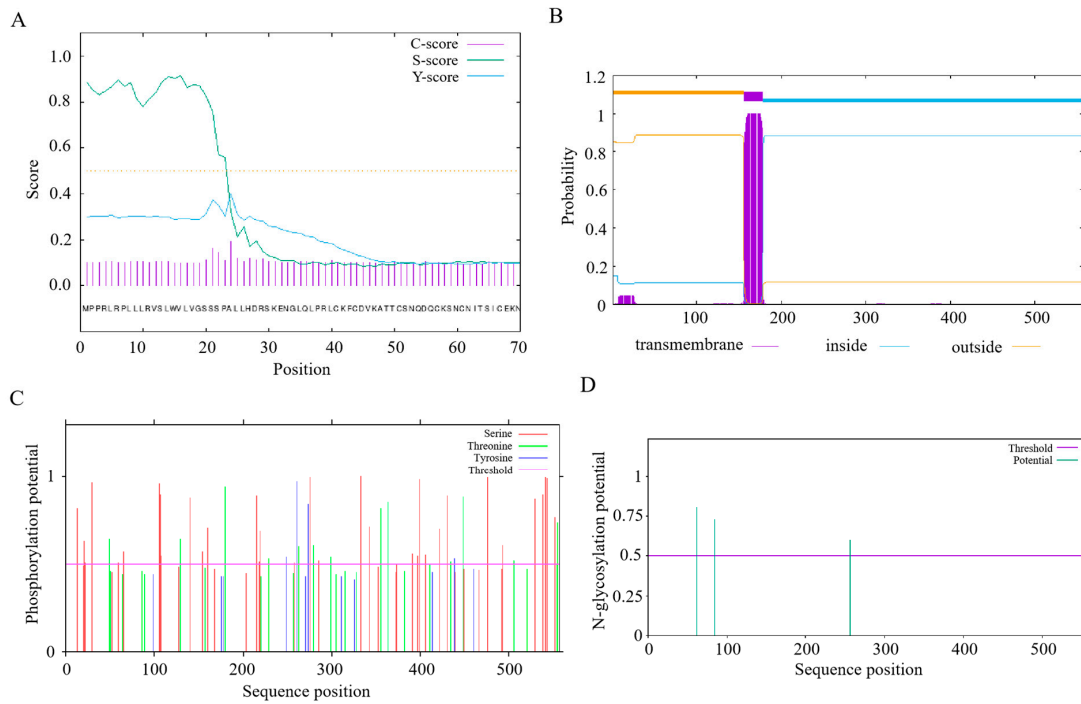 A
C-score
S-score
Y-score
1.0
0.8
0.6
0.4
0.2
0.0
Score
MPPRLRPLLLRVSLWVLVGSSSPAILLHDRSKENGLQLPRLCKFCDVKATTCSNQDQCKSNCNITSICEKN
0 10 20 30 40 50 60 70
Position
B
1.2
1
0.8
0.6
0.4
0.2
0
Probability
100 200 300 400 500
transmembrane inside outside
C
Serine
Threonine
Tyrosine
Threshold
1
0
Phosphorylation potential
0 100 200 300 400 500
Sequence position
D
Threshold
Potential
1
0.75
0.5
0.25
0
N-glycosylation potential
0 100 200 300 400 500
Sequence position